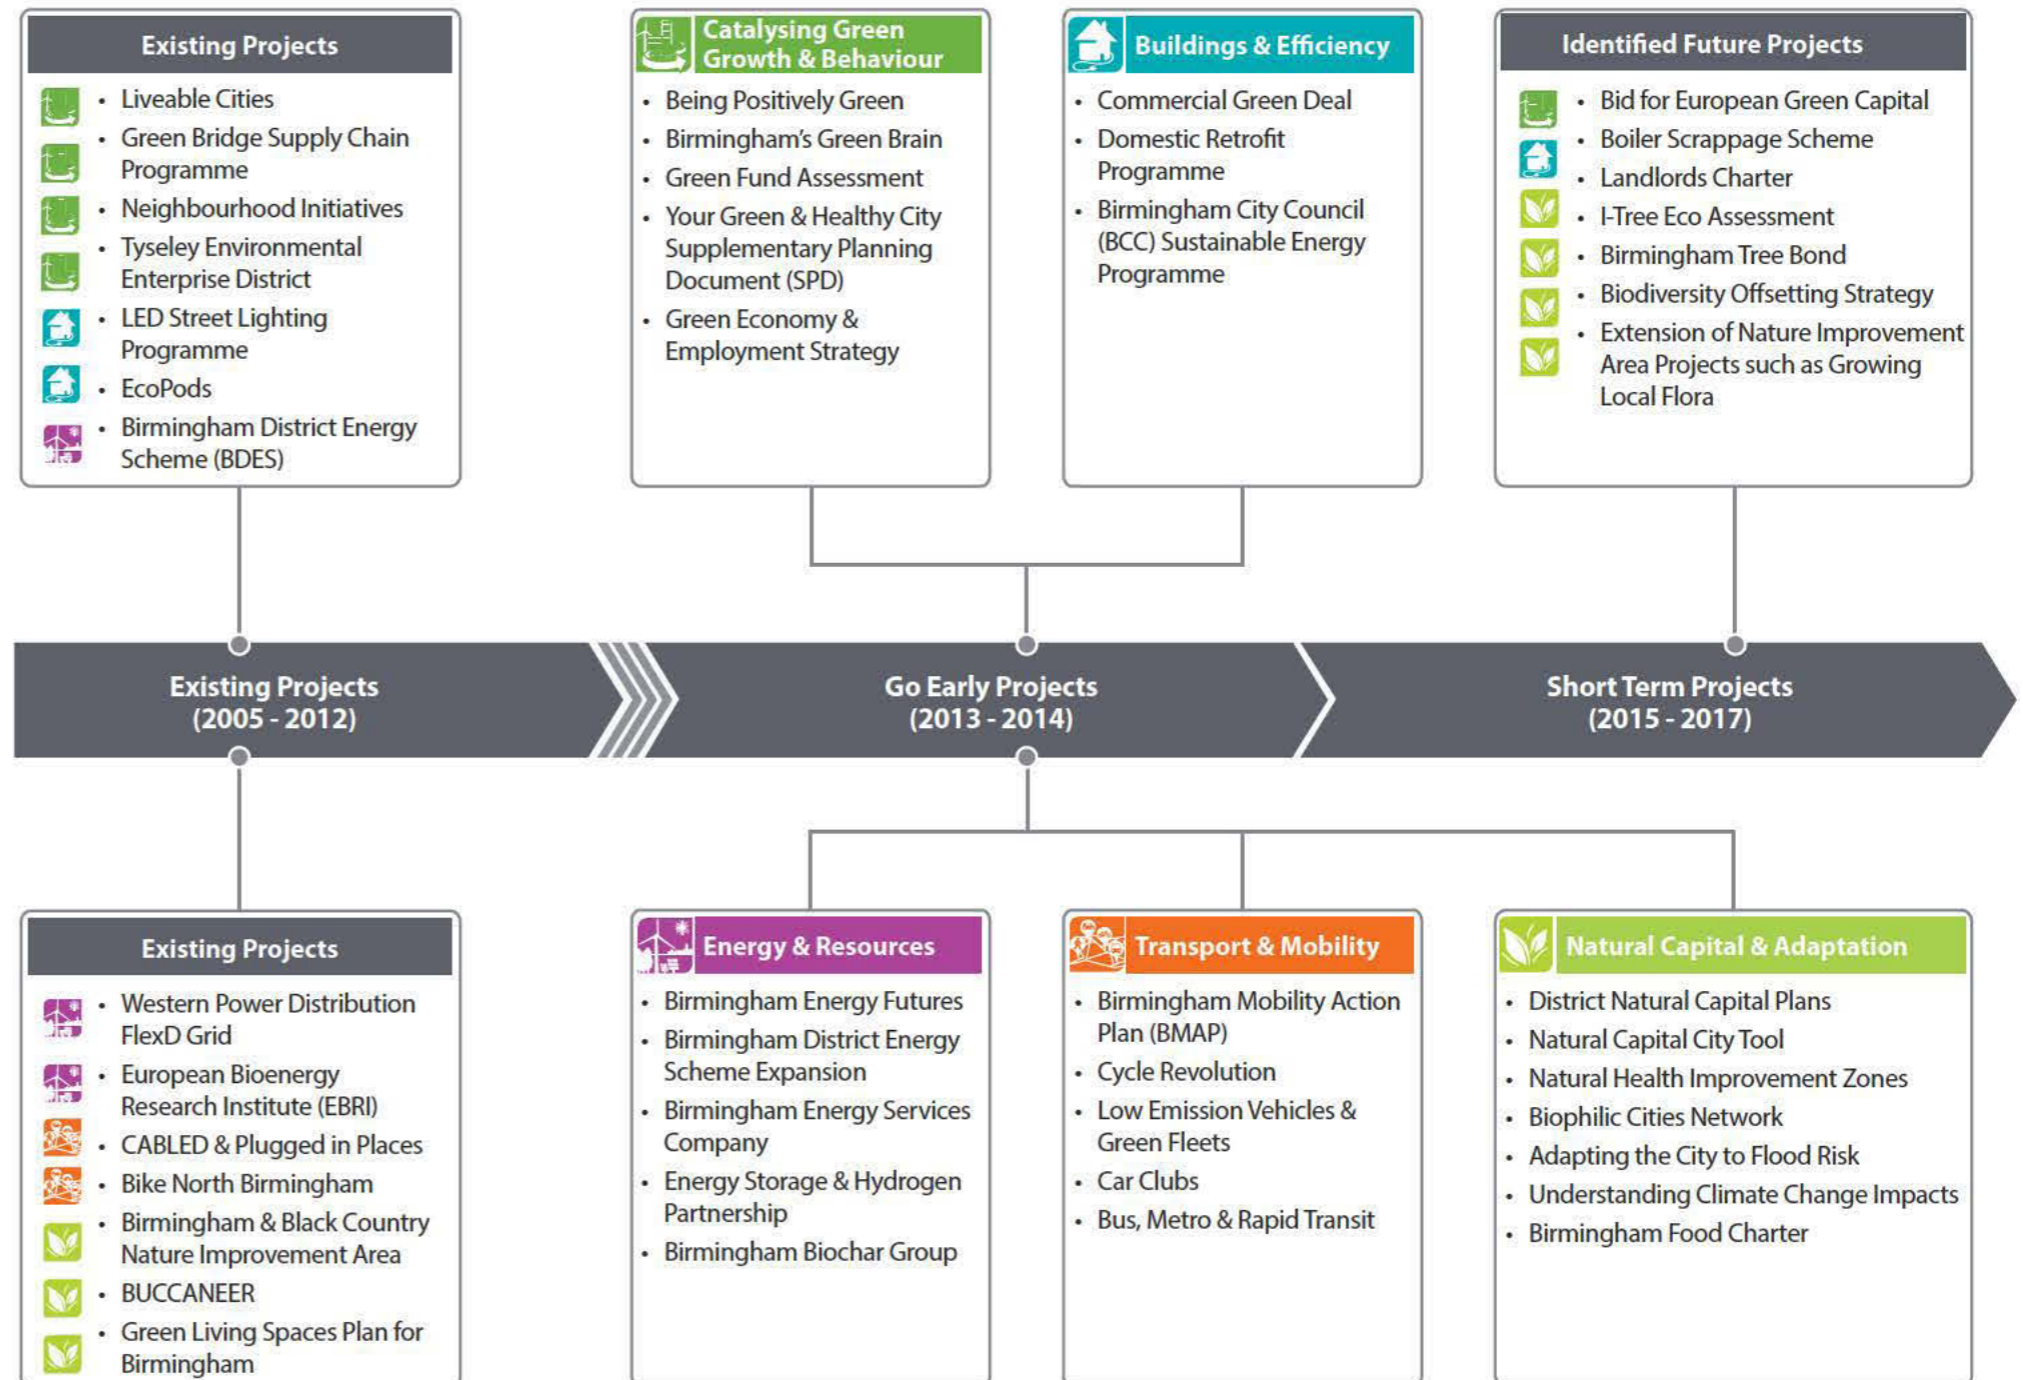 Existing Projects
• Liveable Cities
• Green Bridge Supply Chain
Programme
• Neighbourhood Initiatives
• Tyseley Environmental
Enterprise District
• LED Street Lighting
Programme
• EcoPods
• Birmingham District Energy
Scheme (BDES)
Catalysing Green
Growth & Behaviour
• Being Positively Green
• Birmingham's Green Brain
• Green Fund Assessment
• Your Green & Healthy City
Supplementary Planning
Document (SPD)
• Green Economy &
Employment Strategy
Buildings & Efficiency
• Commercial Green Deal
• Domestic Retrofit
Programme
• Birmingham City Council
(BCC) Sustainable Energy
Programme
Identified Future Projects
• Bid for European Green Capital
• Boiler Scrappage Scheme
• Landlords Charter
• I-Tree Eco Assessment
• Birmingham Tree Bond
• Biodiversity Offsetting Strategy
• Extension of Nature Improvement
Area Projects such as Growing
Local Flora
Existing Projects
(2005 - 2012)
Go Early Projects
(2013 - 2014)
Short Term Projects
(2015 - 2017)
Existing Projects
• Western Power Distribution
FlexD Grid
• European Bioenergy
Research Institute (EBRI)
• CABLED & Plugged in Places
• Bike North Birmingham
• Birmingham & Black Country
Nature Improvement Area
• BUCCANEER
• Green Living Spaces Plan for
Birmingham
Energy & Resources
• Birmingham Energy Futures
• Birmingham District Energy
Scheme Expansion
• Birmingham Energy Services
Company
• Energy Storage & Hydrogen
Partnership
• Birmingham Biochar Group
Transport & Mobility
• Birmingham Mobility Action
Plan (BMAP)
• Cycle Revolution
• Low Emission Vehicles &
Green Fleets
• Car Clubs
• Bus, Metro & Rapid Transit
Natural Capital & Adaptation
• District Natural Capital Plans
• Natural Capital City Tool
• Natural Health Improvement Zones
• Biophilic Cities Network
• Adapting the City to Flood Risk
• Understanding Climate Change Impacts
• Birmingham Food Charter